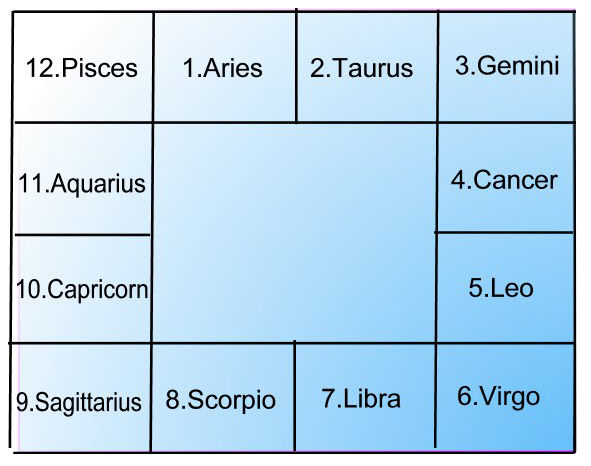 12.Pisces
1.Aries
2.Taurus
3.Gemini
11.Aquarius
4.Cancer
10.Capricorn
5.Leo
9.Sagittarius
8.Scorpio
7.Libra
6.Virgo